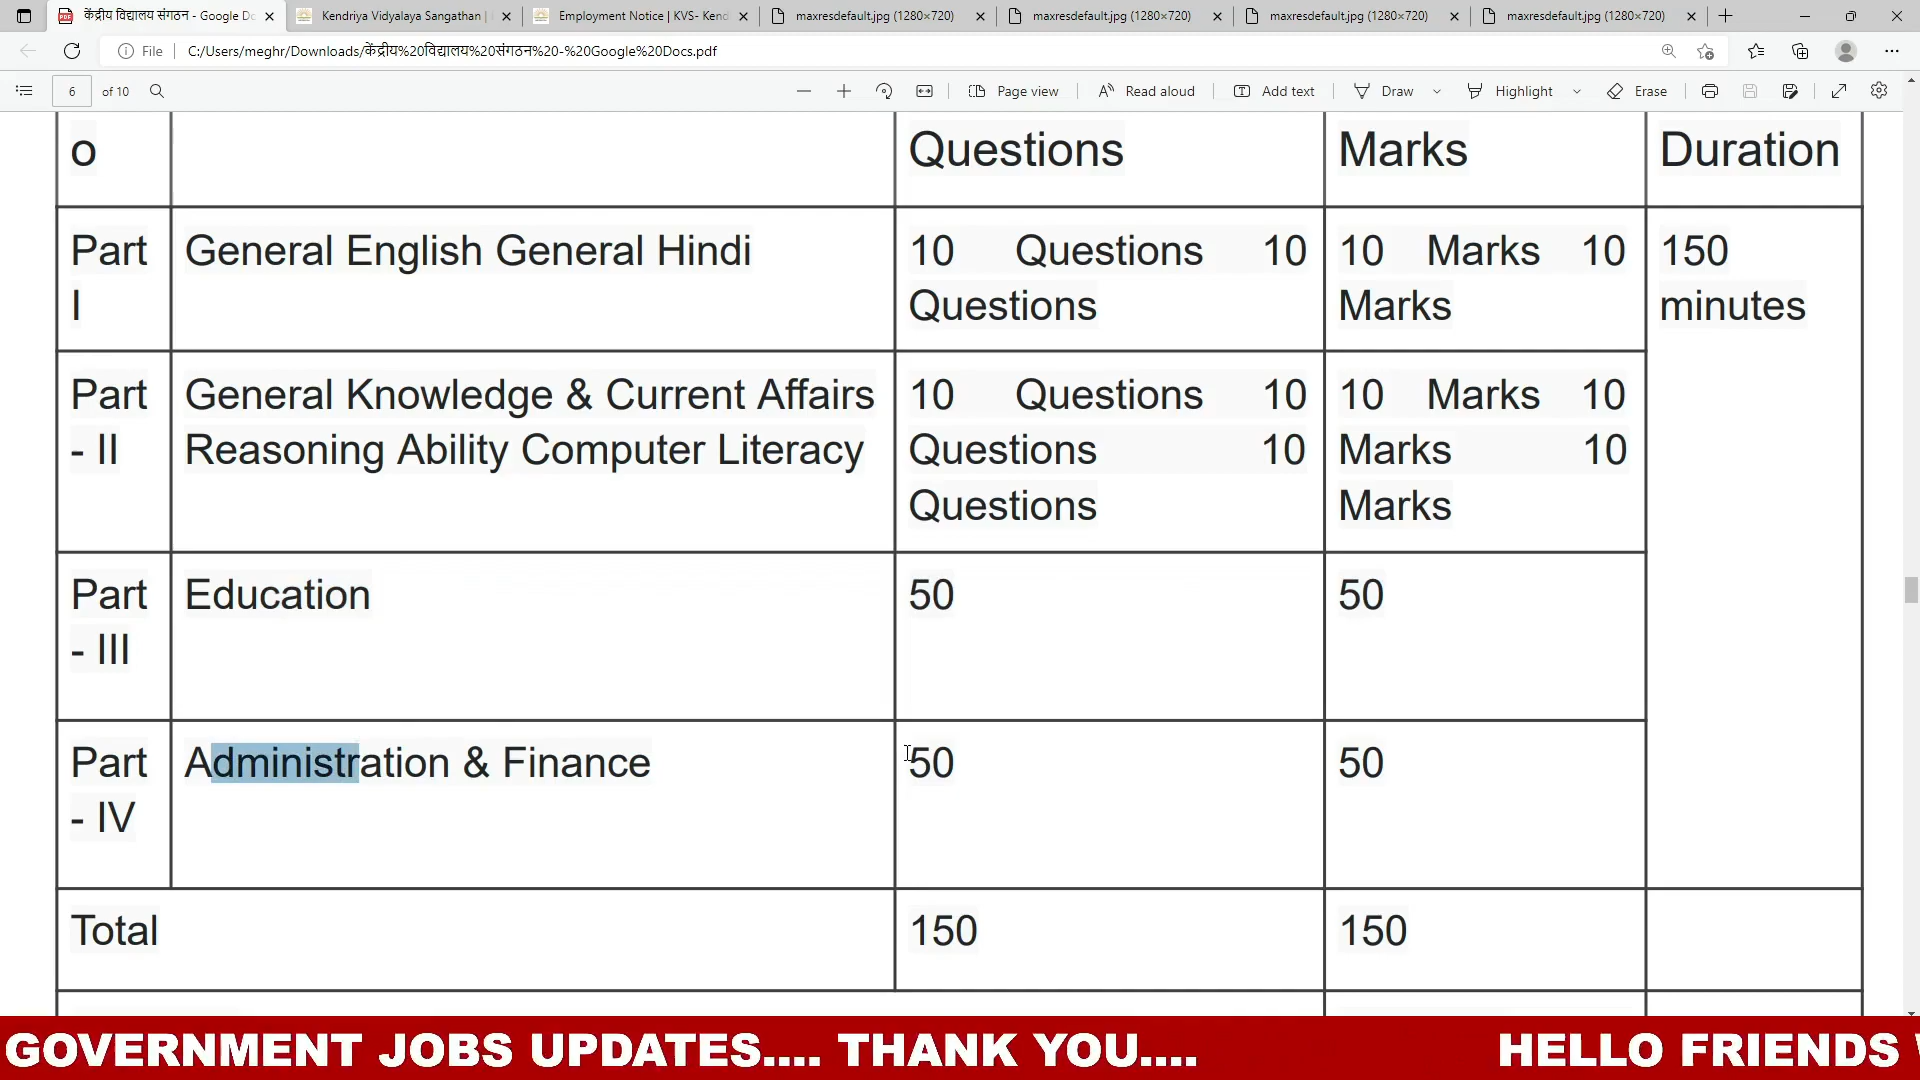 केंद्रीय विद्यालय संगठन - Google Dc
Kendriya Vidyalaya Sangathan |
Employment Notice | KVS- Kend
maxresdefault.jpg (1280×720)
maxresdefault.jpg (1280×720)
maxresdefault.jpg (1280×720)
maxresdefault.jpg (1280×720)
File
C:/Users/meghr/Downloads/केंद्रीय%20विद्यालय%20संगठन%20-%20Google%20Docs.pdf
6 of 10
Page view
Read aloud
Add text
Draw
Highlight
Erase
o Questions Marks Duration
Part General English General Hindi 10 Questions 10 10 Marks 10 150
I Questions Marks minutes
Part General Knowledge & Current Affairs 10 Questions 10 10 Marks 10
- II Reasoning Ability Computer Literacy Questions 10 Marks 10
Questions Marks
Part Education 50 50
- III
Part Administration & Finance 50 50
- IV
Total 150 150
GOVERNMENT JOBS UPDATES.... THANK YOU.... HELLO FRIENDS